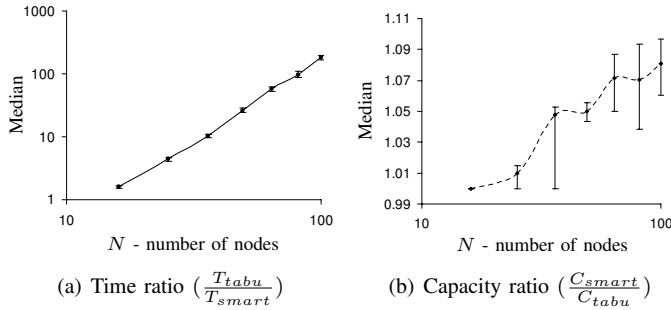 1000
100
10
1
Median
10
100
N - number of nodes
(a) Time ratio (T_tabu / T_smart)
1.11
1.09
1.07
1.05
1.03
1.01
0.99
Median
10
100
N - number of nodes
(b) Capacity ratio (C_smart / C_tabu)